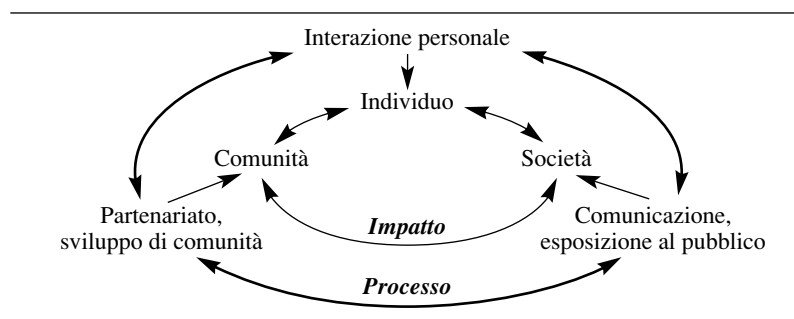 Interazione personale
Individuo
Comunità
Società
Partenariato,
sviluppo di comunità
Impatto
Comunicazione,
esposizione al pubblico
Processo